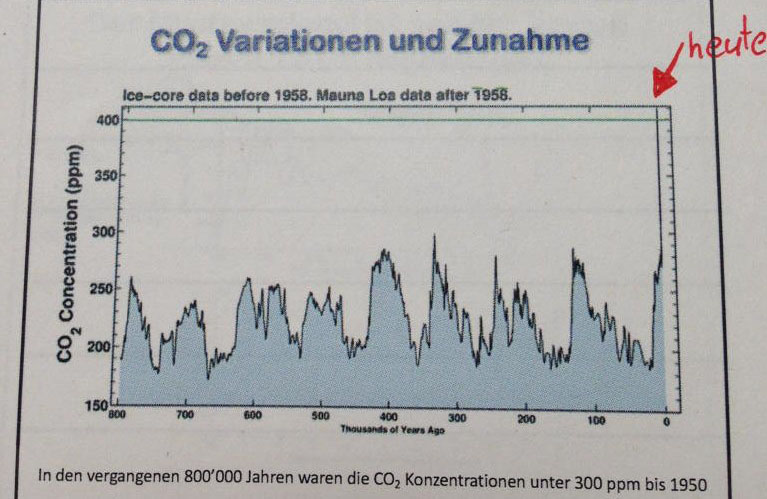 CO₂ Variationen und Zunahme
heute
Ice-core data before 1958. Mauna Loa data after 1958.
CO₂ Concentration (ppm)
400
350
300
250
200
150
800 700 600 500 400 300 200 100 0
Thousands of Years Ago
In den vergangenen 800'000 Jahren waren die CO₂ Konzentrationen unter 300 ppm bis 1950